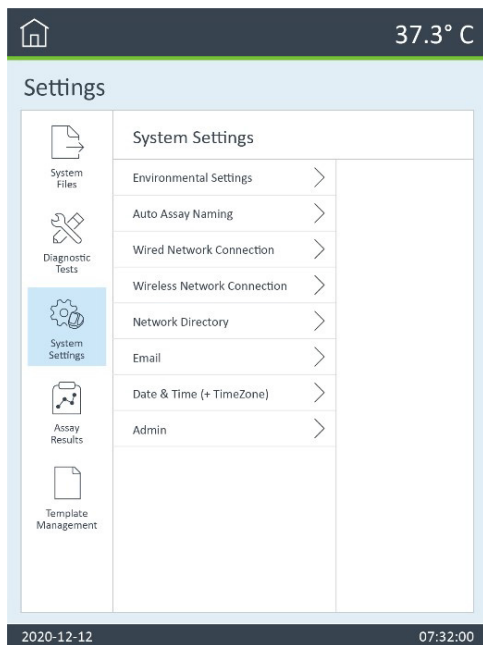 37.3° C
Settings
System
Files
Diagnostic
Tests
System
Settings
Assay
Results
Template
Management
System Settings
Environmental Settings
Auto Assay Naming
Wired Network Connection
Wireless Network Connection
Network Directory
Email
Date & Time (+ TimeZone)
Admin
2020-12-12
07:32:00